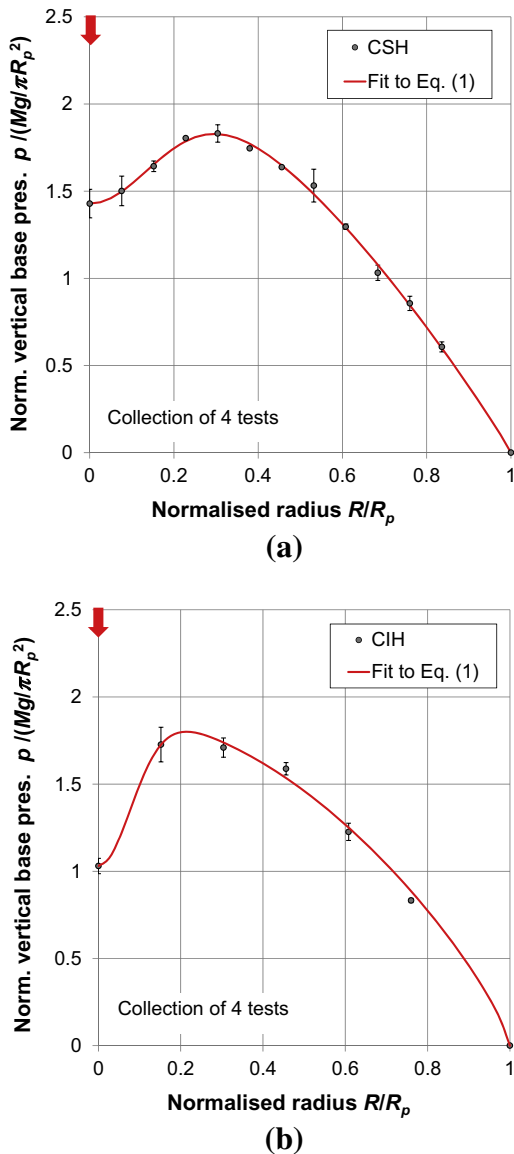 Norm. vertical base pres. p /(Mg/πRp²)
2.5
2
1.5
1
0.5
0
CSH
Fit to Eq. (1)
Collection of 4 tests
0 0.2 0.4 0.6 0.8 1
Normalised radius R/Rp
(a)
Norm. vertical base pres. p /(Mg/πRp²)
2.5
2
1.5
1
0.5
0
CIH
Fit to Eq. (1)
Collection of 4 tests
0 0.2 0.4 0.6 0.8 1
Normalised radius R/Rp
(b)